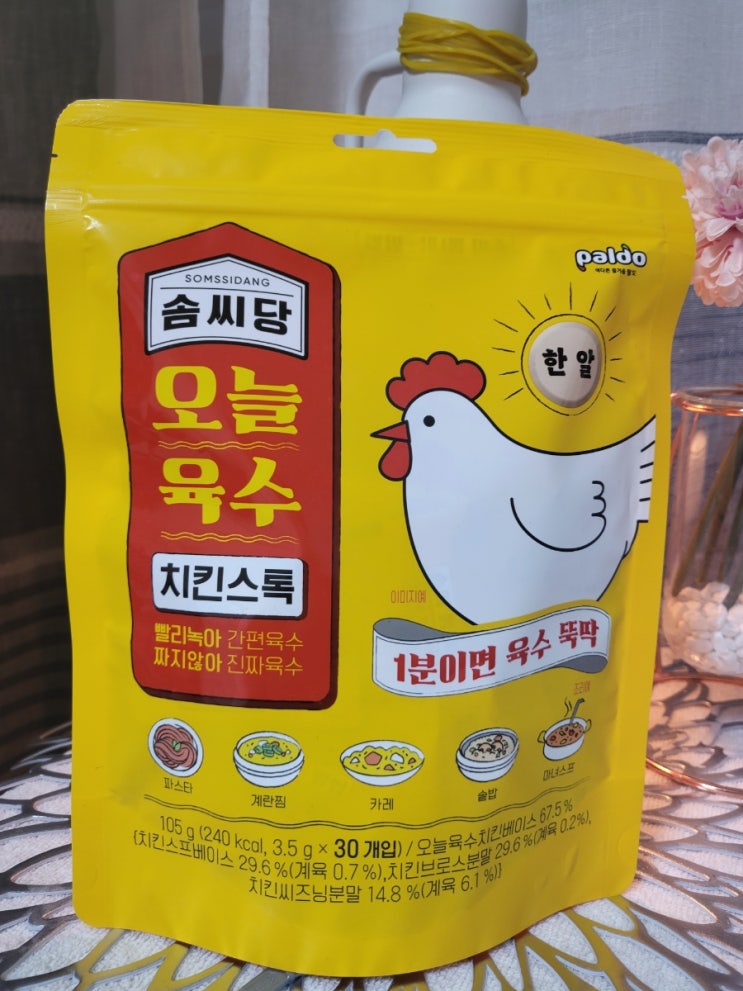 paldo
SOMSSIDANG
솜씨당
오늘
육수
치킨스톡
빨리녹아 간편육수
짜지않아 진짜육수
한 알
이미지예
1분이면 육수 뚝딱
조리예
파스타
계란찜
카레
솥밥
마녀스프
105 g (240 kcal, 3.5 g × 30 개입) / 오늘육수치킨베이스 67.5 %
{치킨스프베이스 29.6 %(계육 0.7 %),치킨브로스분말 29.6 %(계육 0.2%),
치킨씨즈닝분말 14.8 %(계육 6.1 %)}